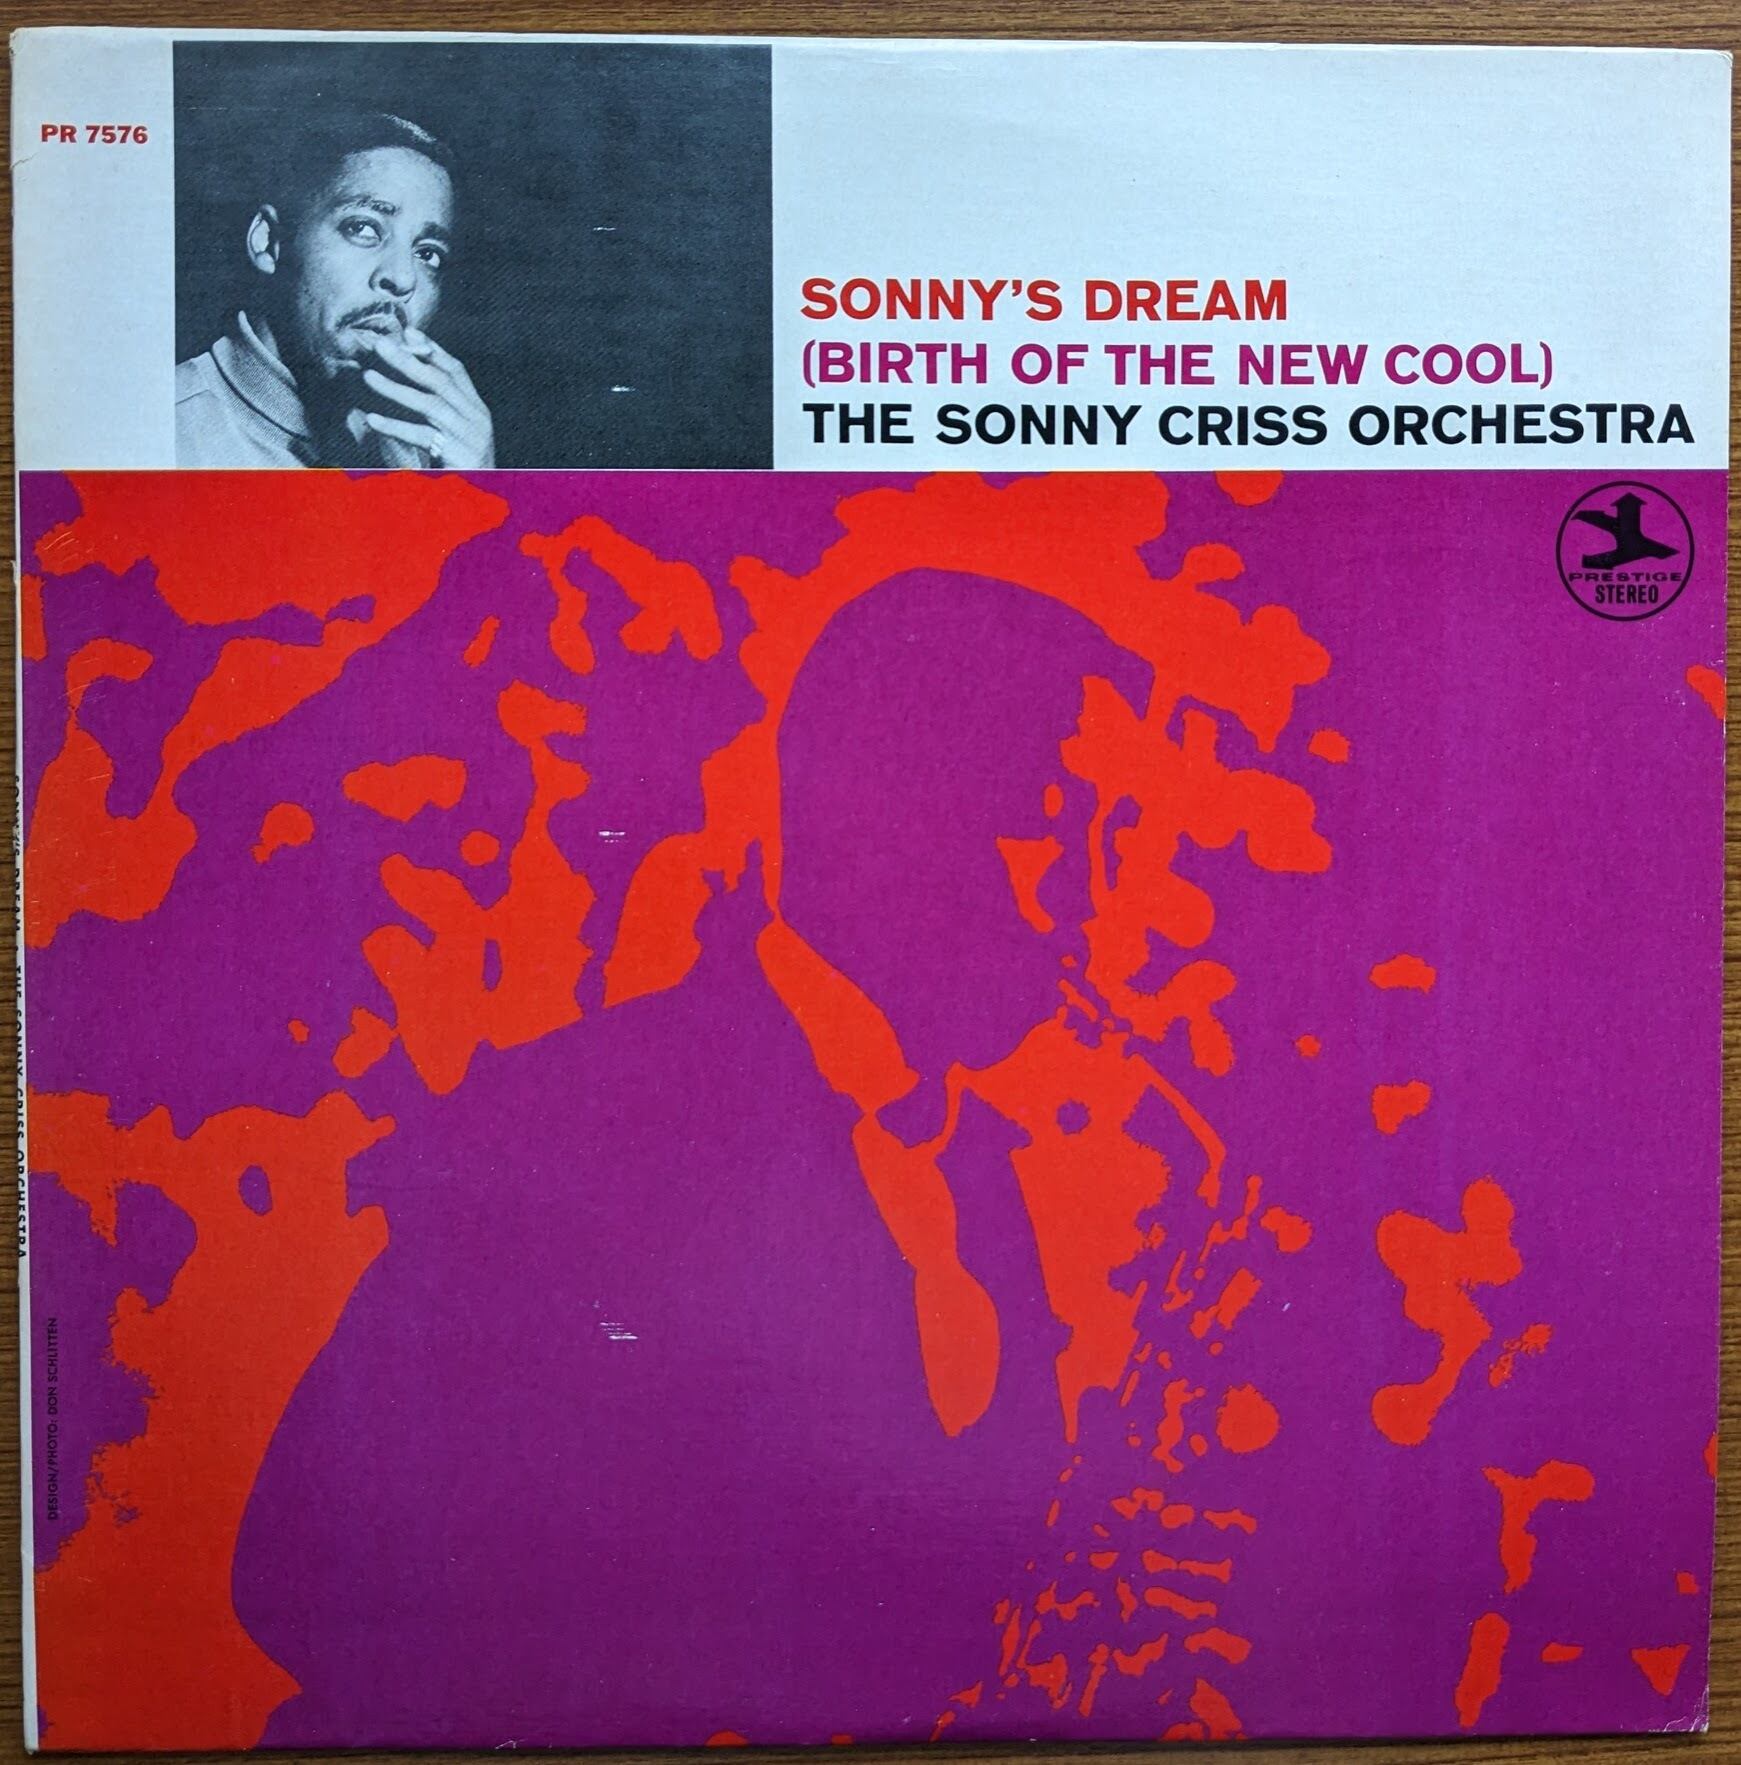 PR 7576
SONNY'S DREAM
(BIRTH OF THE NEW COOL)
THE SONNY CRISS ORCHESTRA
PRESTIGE
STEREO
SONNY'S DREAM • THE SONNY CRISS ORCHESTRA
DESIGN/PHOTO: DON SCHLITTEN